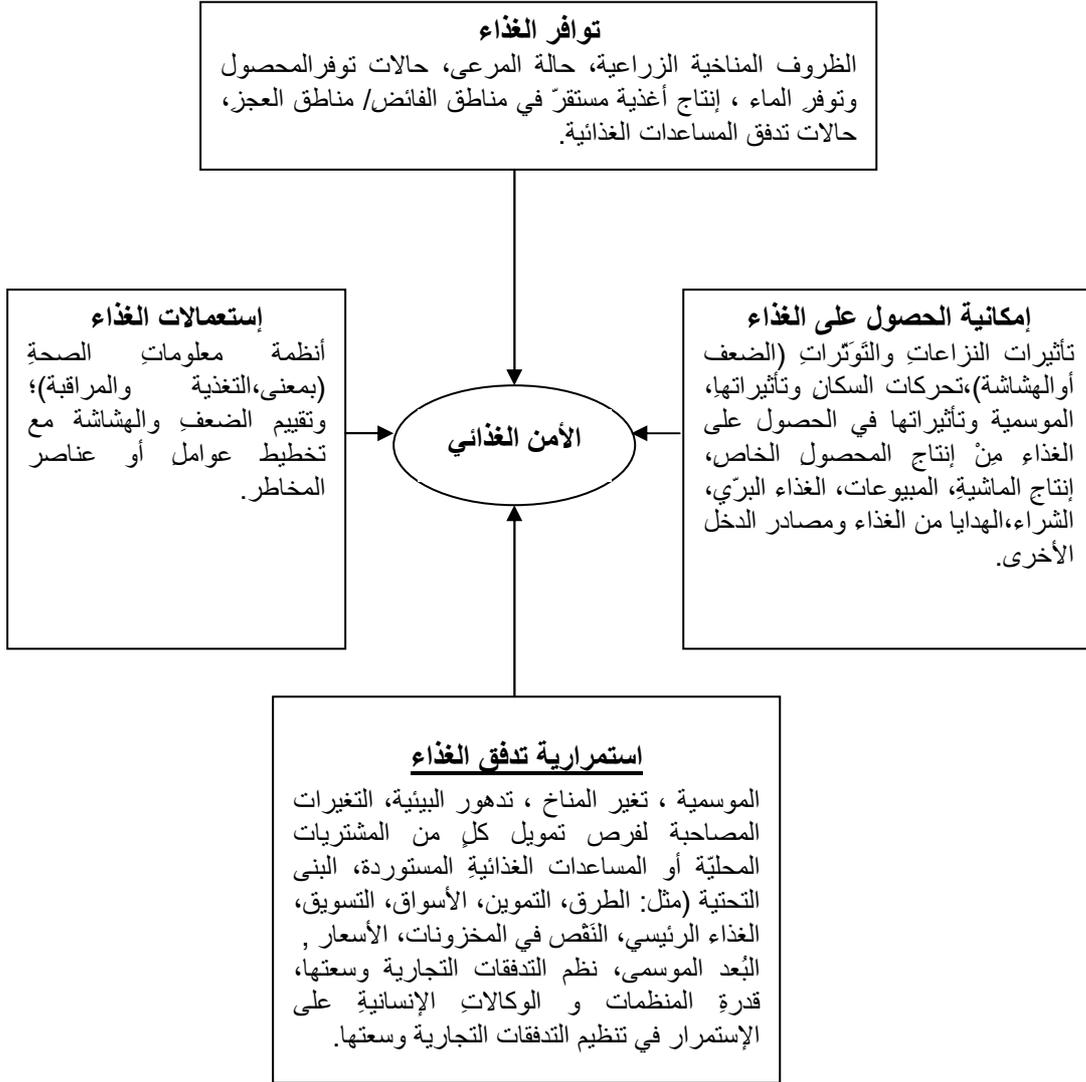 توافر الغذاء
الظروف المناخية الزراعية، حالة المرعى، حالات توفرالمحصول
وتوفرِ الماء ، إنتاج أغذية مستقرّ في مناطق الفائض/ مناطق العجزِ،
حالات تدفق المساعدات الغذائية.
إمكانية الحصول على الغذاء
تأثيرات النزاعاتِ والتَوَتّراتِ (الضعف
أوالهشاشة)،تحركات السكانِ وتأثيراتها،
الموسمية وتأثيراتها في الحصول على
الغذاءِ مِنْ إنتاج المحصولِ الخاص،
إنتاج الماشيةِ، المبيوعات، الغذاء البرّي،
الشراء،الهدايا من الغذاء ومصادر الدخل
الأخرى.
إستعمالات الغذاء
أنظمة معلوماتِ الصحةِ
(بمعنى،التغذية والمراقبة)؛
وتقييم الضعفِ والهشاشة مع
تخطيط عواملِ أو عناصر
المخاطر.
الأمن الغذائي
استمرارية تدفق الغذاء
الموسمية ، تغير المناخ ، تدهور البيئية، التغيرات
المصاحبة لفرص تمويل كلٍ من المشتريات
المحليّة أو المساعدات الغذائيةِ المستوردة، البنى
التحتية (مثل: الطرق، التموين، الأسواق، التسويق،
الغذاء الرئيسي، النَقْص في المخزونات، الأسعار ,
البُعد الموسمى، نظم التدفقات التجارية وسعتها،
قدرةِ المنظمات و الوكالاتِ الإنسانيةِ على
الإستمرار في تنظيم التدفقات التجارية وسعتها.